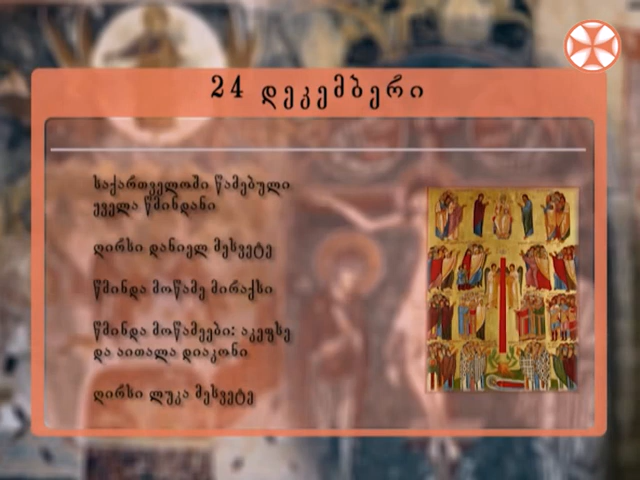 24 დეკემბერი
საქართველოში წამებული
ყველა წმინდანი
ღირსი დანიელ მესვეტე
წმინდა მოწამე მირაქსი
წმინდა მოწამეები: აკეფსე
და აითალა დიაკონი
ღირსი ლუკა მესვეტე